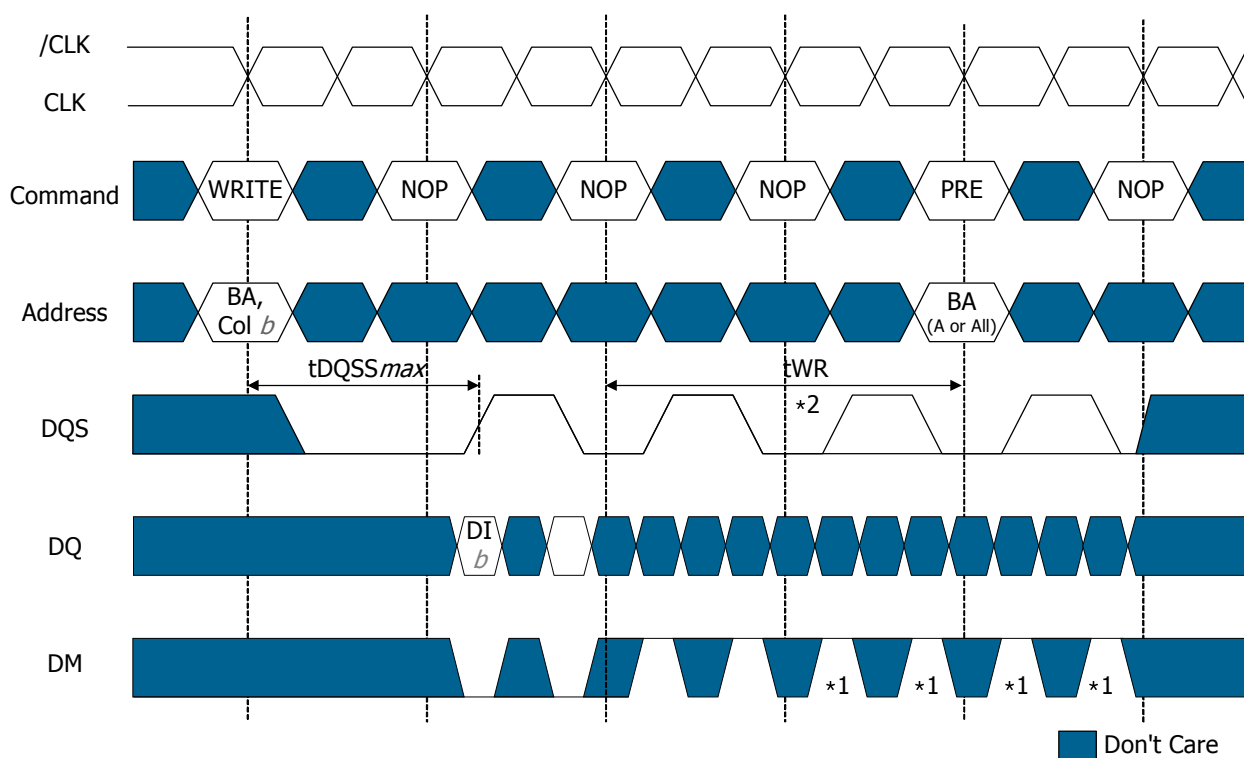 /CLK
CLK
Command
WRITE NOP NOP NOP PRE NOP
Address
BA,
Col b
BA
(A or All)
tDQSSmax
tWR
*2
DQS
DQ
DI
b
DM
*1 *1 *1 *1
Don't Care